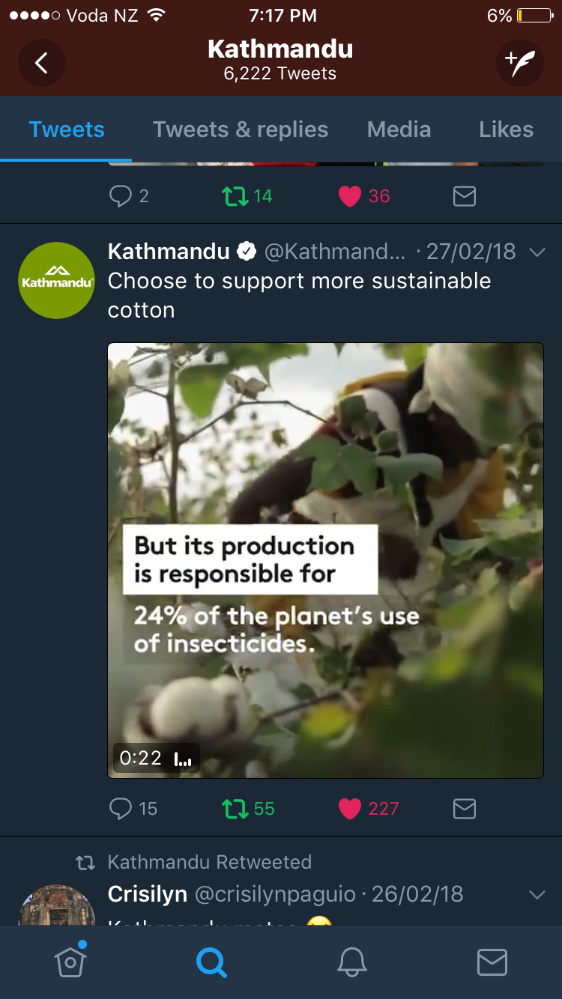 Voda NZ 7:17 PM 6%
Kathmandu
6,222 Tweets
Tweets Tweets & replies Media Likes
2 14 36
Kathmandu @Kathmand... · 27/02/18
Kathmandu
Choose to support more sustainable
cotton
But its production
is responsible for
24% of the planet's use
of insecticides.
0:22
15 55 227
Kathmandu Retweeted
Crisilyn @crisilynpaguio · 26/02/18